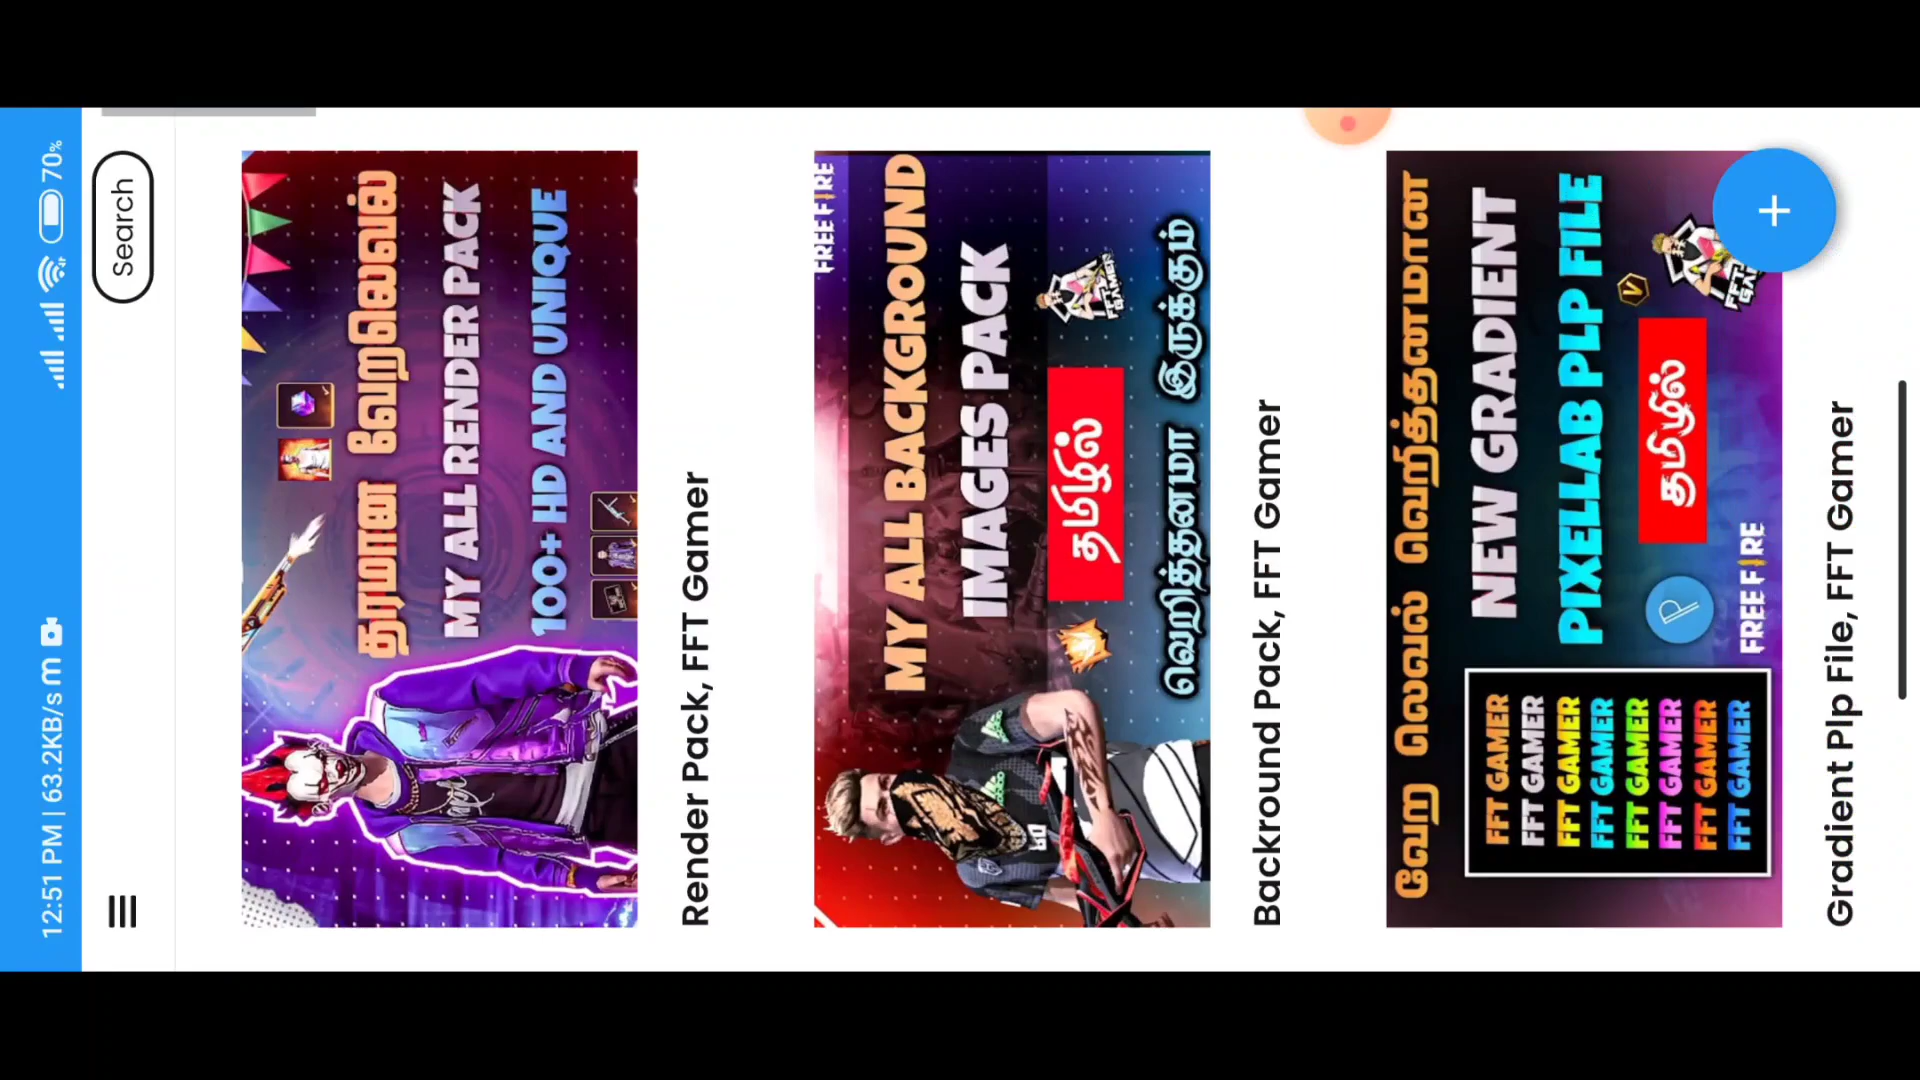 12:51 PM | 63.2KB/s
70%
Search
தரமான வேறலெவல்
MY ALL RENDER PACK
100+ HD AND UNIQUE
Render Pack, FFT Gamer
FREE FIRE
MY ALL BACKGROUND
IMAGES PACK
FFT GAMER
தமிழில்
வெறித்தனமா இருக்கும்
Backround Pack, FFT Gamer
வேற லெவல் வெறித்தனமான
NEW GRADIENT
PIXELLAB PLP FILE
தமிழில்
FREE FIRE
FFT GAMER
FFT GAMER
FFT GAMER
FFT GAMER
FFT GAMER
FFT GAMER
FFT GAMER
FFT GAMER
Gradient Plp File, FFT Gamer